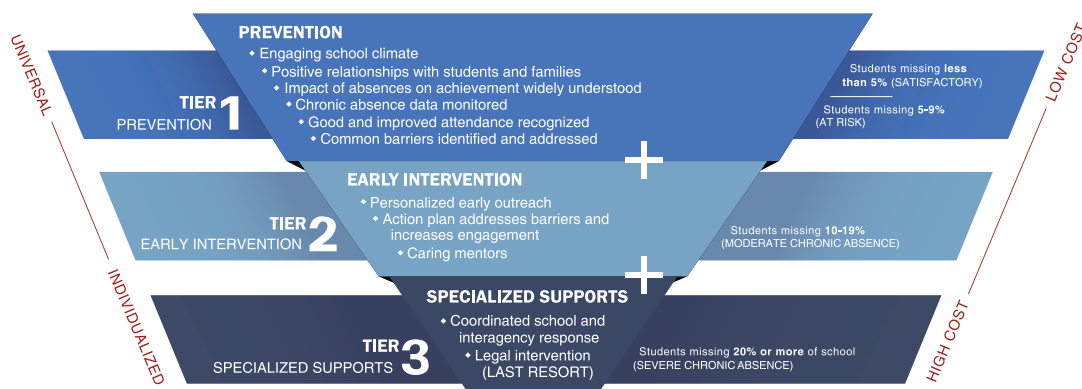 UNIVERSAL
INDIVIDUALIZED
TIER 1
PREVENTION
PREVENTION
◆ Engaging school climate
◆ Positive relationships with students and families
◆ Impact of absences on achievement widely understood
◆ Chronic absence data monitored
◆ Good and improved attendance recognized
◆ Common barriers identified and addressed
Students missing less
than 5% (SATISFACTORY)
Students missing 5-9%
(AT RISK)
+
TIER 2
EARLY INTERVENTION
EARLY INTERVENTION
◆ Personalized early outreach
◆ Action plan addresses barriers and
increases engagement
◆ Caring mentors
Students missing 10-19%
(MODERATE CHRONIC ABSENCE)
+
TIER 3
SPECIALIZED SUPPORTS
SPECIALIZED SUPPORTS
◆ Coordinated school and
interagency response
◆ Legal intervention
(LAST RESORT)
Students missing 20% or more of school
(SEVERE CHRONIC ABSENCE)
LOW COST
HIGH COST